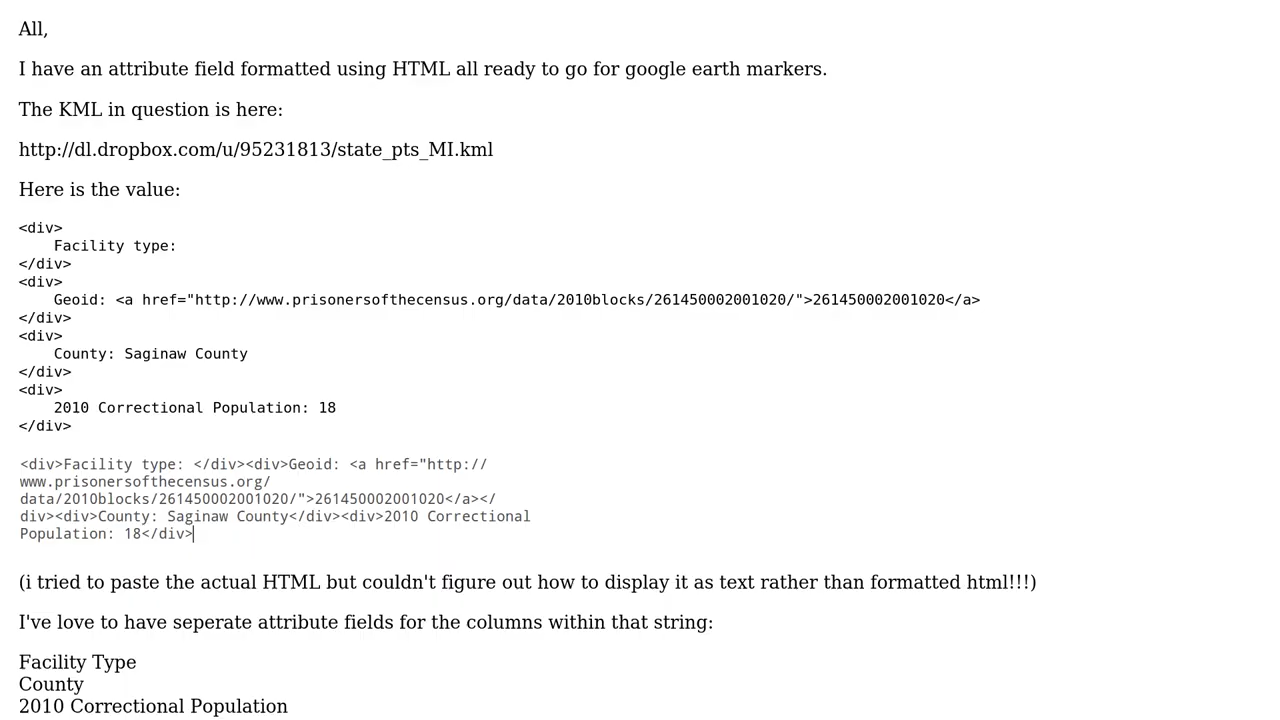 All,
I have an attribute field formatted using HTML all ready to go for google earth markers.
The KML in question is here:
http://dl.dropbox.com/u/95231813/state_pts_MI.kml
Here is the value:
<div>
    Facility type:
</div>
<div>
    Geoid: <a href="http://www.prisonersofthecensus.org/data/2010blocks/261450002001020/">261450002001020</a>
</div>
<div>
    County: Saginaw County
</div>
<div>
    2010 Correctional Population: 18
</div>
<div>Facility type: </div><div>Geoid: <a href="http://
www.prisonersofthecensus.org/
data/2010blocks/261450002001020/">261450002001020</a></
div><div>County: Saginaw County</div><div>2010 Correctional
Population: 18</div>
(i tried to paste the actual HTML but couldn't figure out how to display it as text rather than formatted html!!!)
I've love to have seperate attribute fields for the columns within that string:
Facility Type
County
2010 Correctional Population